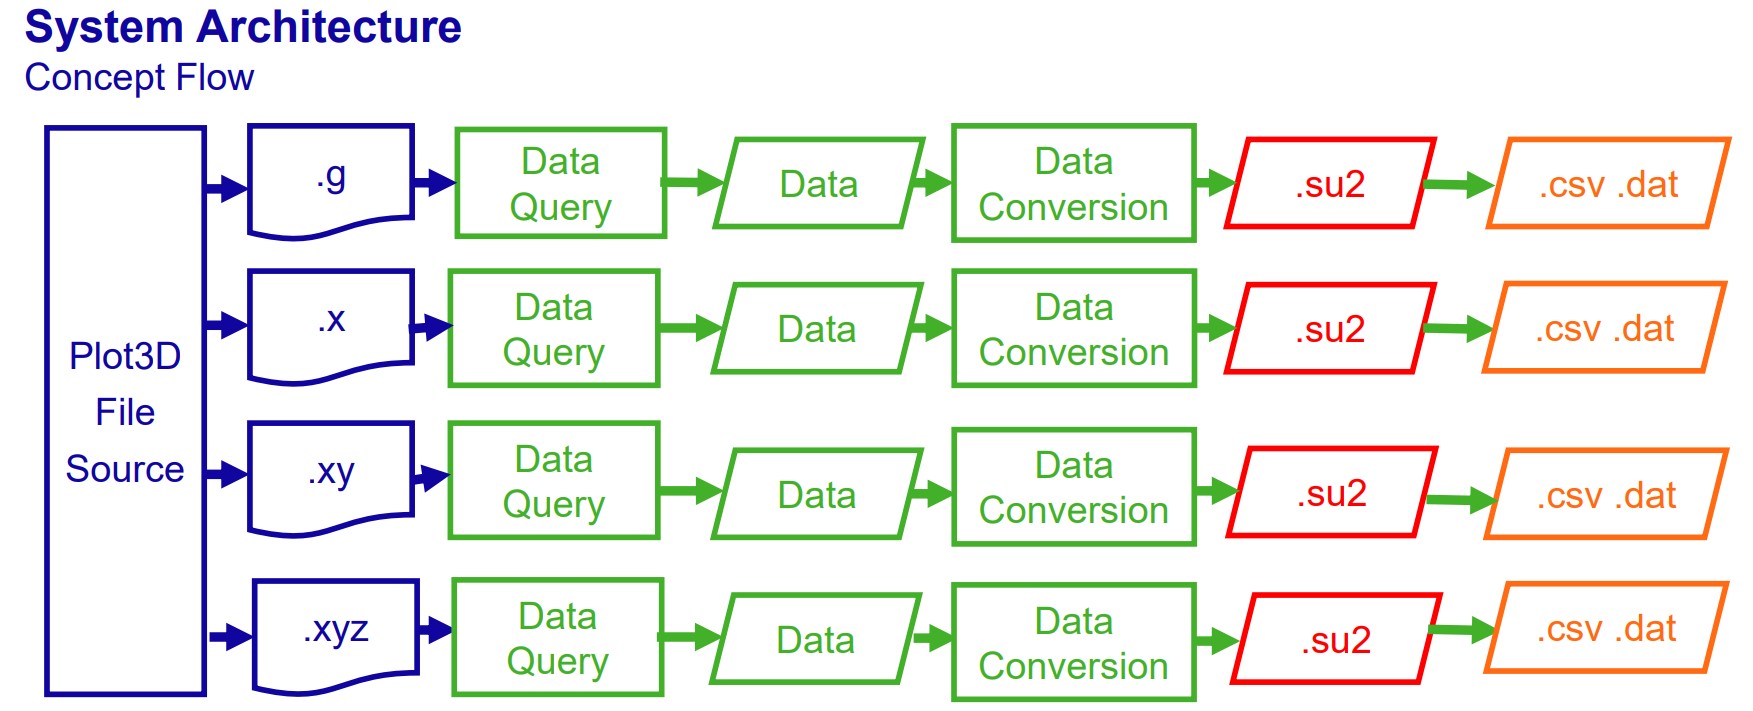 System Architecture
Concept Flow
Plot3D
File
Source
.g
Data
Query
Data
Data
Conversion
.su2
.csv .dat
.x
Data
Query
Data
Data
Conversion
.su2
.csv .dat
.xy
Data
Query
Data
Data
Conversion
.su2
.csv .dat
.xyz
Data
Query
Data
Data
Conversion
.su2
.csv .dat